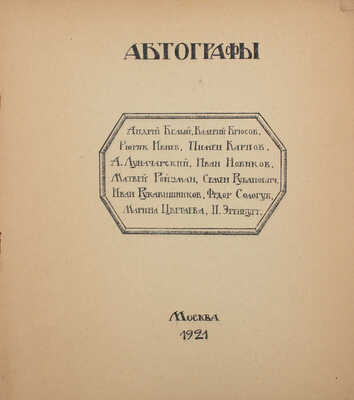 АВТОГРАФЫ
Андрей Белый, Валерий Брюсов,
Рюрик Ивнев, Пимен Карпов,
А. Луначарский, Иван Новиков,
Матвей Ройзман, Семен Рубанович,
Иван Рукавишников, Федор Сологуб,
Марина Цветаева, И. Эренбург.
Москва
1921